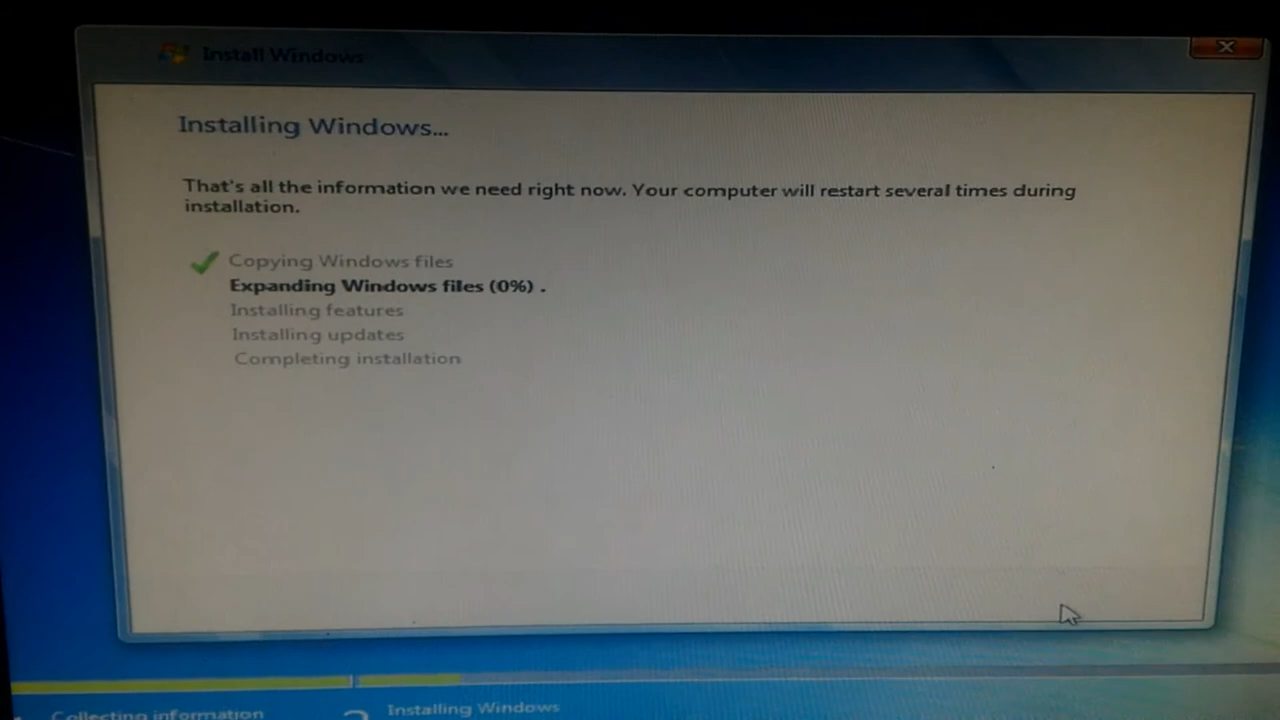 Install Windows
Installing Windows...
That's all the information we need right now. Your computer will restart several times during
installation.
Copying Windows files
Expanding Windows files (0%) .
Installing features
Installing updates
Completing installation
Collecting information
2 Installing Windows